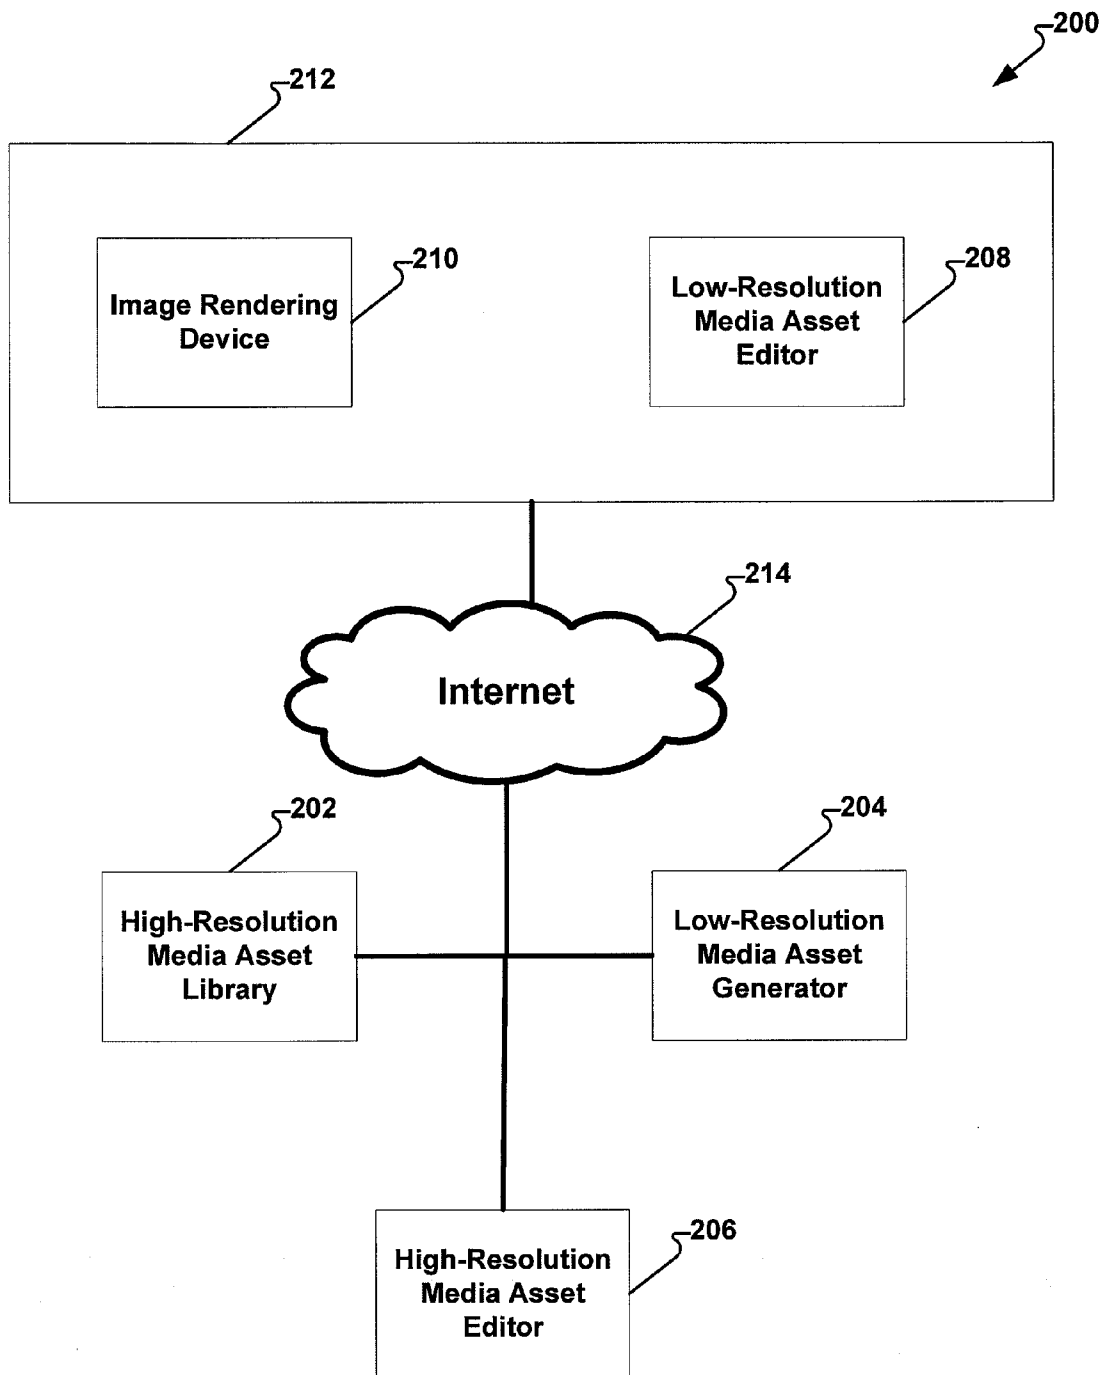 200
212
210
Image Rendering
Device
208
Low-Resolution
Media Asset
Editor
214
Internet
202
High-Resolution
Media Asset
Library
204
Low-Resolution
Media Asset
Generator
206
High-Resolution
Media Asset
Editor